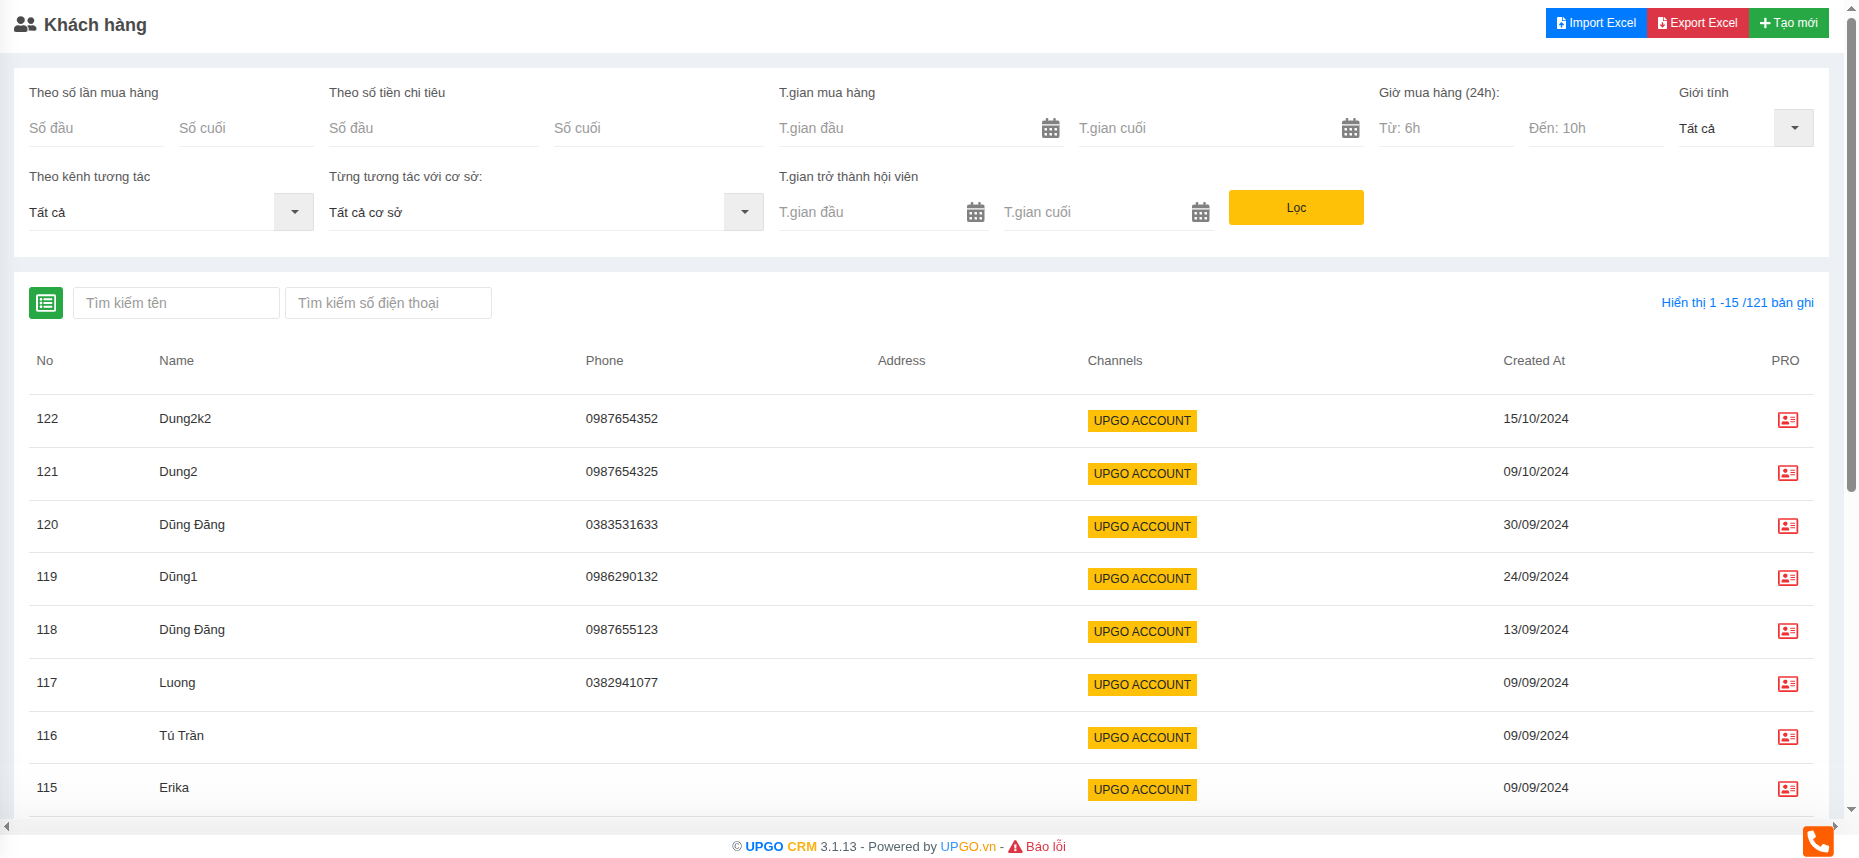 Khách hàng
Import Excel Export Excel Tạo mới
Theo số lần mua hàng Theo số tiền chi tiêu T.gian mua hàng Giờ mua hàng (24h): Giới tính
Số đầu Số cuối Số đầu Số cuối T.gian đầu T.gian cuối Từ: 6h Đến: 10h Tất cả
Theo kênh tương tác Từng tương tác với cơ sở: T.gian trở thành hội viên
Tất cả Tất cả cơ sở T.gian đầu T.gian cuối Lọc
Tìm kiếm tên Tìm kiếm số điện thoại Hiển thị 1 -15 /121 bản ghi
No Name Phone Address Channels Created At PRO
122 Dung2k2 0987654352 UPGO ACCOUNT 15/10/2024
121 Dung2 0987654325 UPGO ACCOUNT 09/10/2024
120 Dũng Đăng 0383531633 UPGO ACCOUNT 30/09/2024
119 Dũng1 0986290132 UPGO ACCOUNT 24/09/2024
118 Dũng Đăng 0987655123 UPGO ACCOUNT 13/09/2024
117 Luong 0382941077 UPGO ACCOUNT 09/09/2024
116 Tú Trần UPGO ACCOUNT 09/09/2024
115 Erika UPGO ACCOUNT 09/09/2024
© UPGO CRM 3.1.13 - Powered by UPGO.vn - Báo lỗi